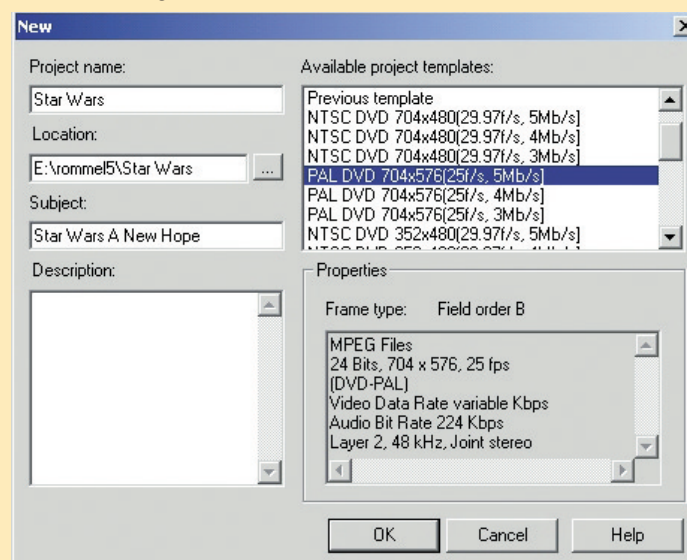 New
Project name:
Star Wars
Location:
E:\rommel5\Star Wars
...
Subject:
Star Wars A New Hope
Description:
Available project templates:
Previous template
NTSC DVD 704x480(29.97f/s, 5Mb/s]
NTSC DVD 704x480(29.97f/s, 4Mb/s]
NTSC DVD 704x480(29.97f/s, 3Mb/s]
PAL DVD 704x576(25f/s, 5Mb/s]
PAL DVD 704x576(25f/s, 4Mb/s]
PAL DVD 704x576(25f/s, 3Mb/s]
NTSC DVD 352x480(29.97f/s, 5Mb/s]
Properties
Frame type: Field order B
MPEG Files
24 Bits, 704 x 576, 25 fps
(DVD-PAL)
Video Data Rate variable Kbps
Audio Bit Rate 224 Kbps
Layer 2, 48 kHz, Joint stereo
OK Cancel Help